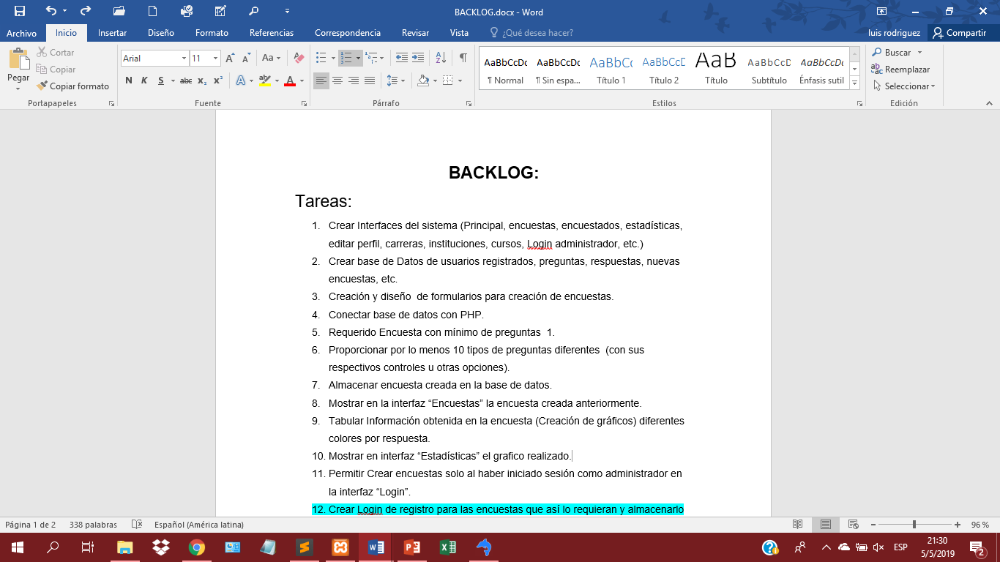 BACKLOG.docx - Word
Archivo Inicio Insertar Diseño Formato Referencias Correspondencia Revisar Vista ¿Qué desea hacer? luis rodriguez Compartir
Pegar
Cortar
Copiar
Copiar formato
Portapapeles
Arial 11
Aa
N K S abc x₂ x² A ab A
Fuente
Párrafo
AaBbCcDc AaBbCcDc AaBbCc AaBbCcD AaB AaBbCcD AaBbCcDc
¶ Normal ¶ Sin espa... Título 1 Título 2 Título Subtítulo Énfasis sutil
Estilos
Buscar
Reemplazar
Seleccionar
Edición
BACKLOG:
Tareas:
1. Crear Interfaces del sistema (Principal, encuestas, encuestados, estadísticas,
editar perfil, carreras, instituciones, cursos, Login administrador, etc.)
2. Crear base de Datos de usuarios registrados, preguntas, respuestas, nuevas
encuestas, etc.
3. Creación y diseño  de formularios para creación de encuestas.
4. Conectar base de datos con PHP.
5. Requerido Encuesta con mínimo de preguntas  1.
6. Proporcionar por lo menos 10 tipos de preguntas diferentes  (con sus
respectivos controles u otras opciones).
7. Almacenar encuesta creada en la base de datos.
8. Mostrar en la interfaz “Encuestas” la encuesta creada anteriormente.
9. Tabular Información obtenida en la encuesta (Creación de gráficos) diferentes
colores por respuesta.
10. Mostrar en interfaz “Estadísticas” el grafico realizado.
11. Permitir Crear encuestas solo al haber iniciado sesión como administrador en
la interfaz “Login”.
12. Crear Login de registro para las encuestas que así lo requieran y almacenarlo
Página 1 de 2 338 palabras Español (América latina) 96 %
ESP
21:30
5/5/2019
2